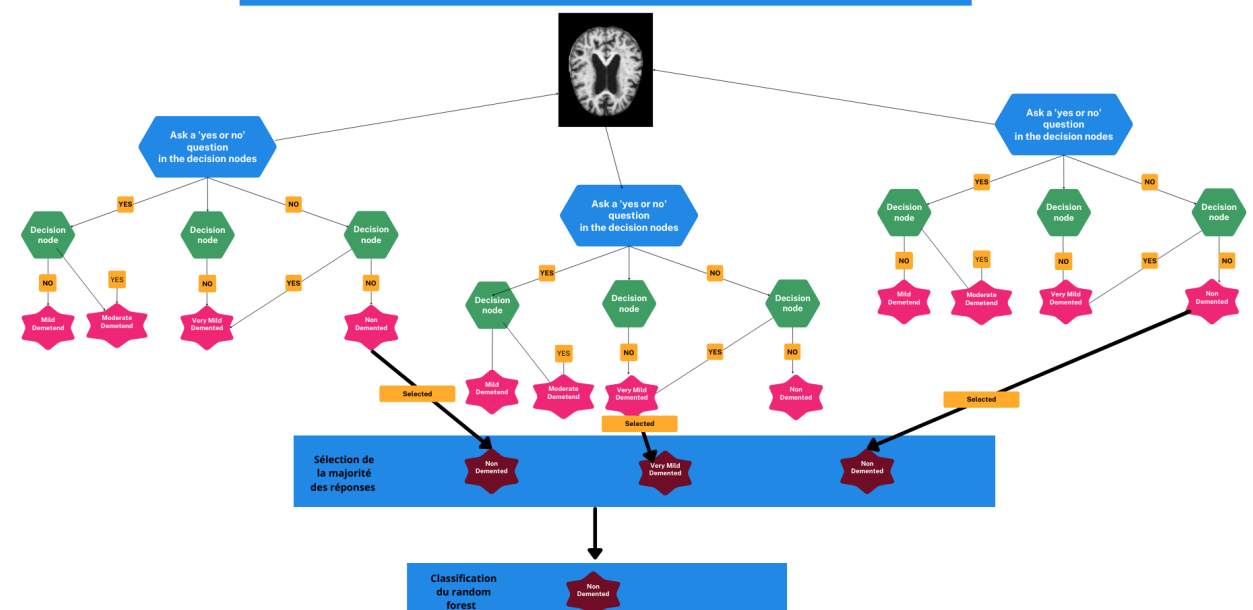 Ask a 'yes or no'
question
in the decision nodes
YES
NO
Decision
node
Decision
node
Decision
node
NO
YES
NO
YES
NO
Mild
Demetend
Moderate
Demetend
Very Mild
Demented
Non
Demented
Selected
Ask a 'yes or no'
question
in the decision nodes
YES
NO
Decision
node
Decision
node
Decision
node
YES
NO
YES
NO
Mild
Demetend
Moderate
Demetend
Very Mild
Demented
Non
Demented
Selected
Ask a 'yes or no'
question
in the decision nodes
YES
NO
Decision
node
Decision
node
Decision
node
NO
YES
NO
YES
NO
Mild
Demetend
Moderate
Demetend
Very Mild
Demented
Non
Demented
Selected
Sélection de
la majorité
des réponses
Non
Demented
Very Mild
Demented
Non
Demented
Classification
du random
forest
Non
Demented